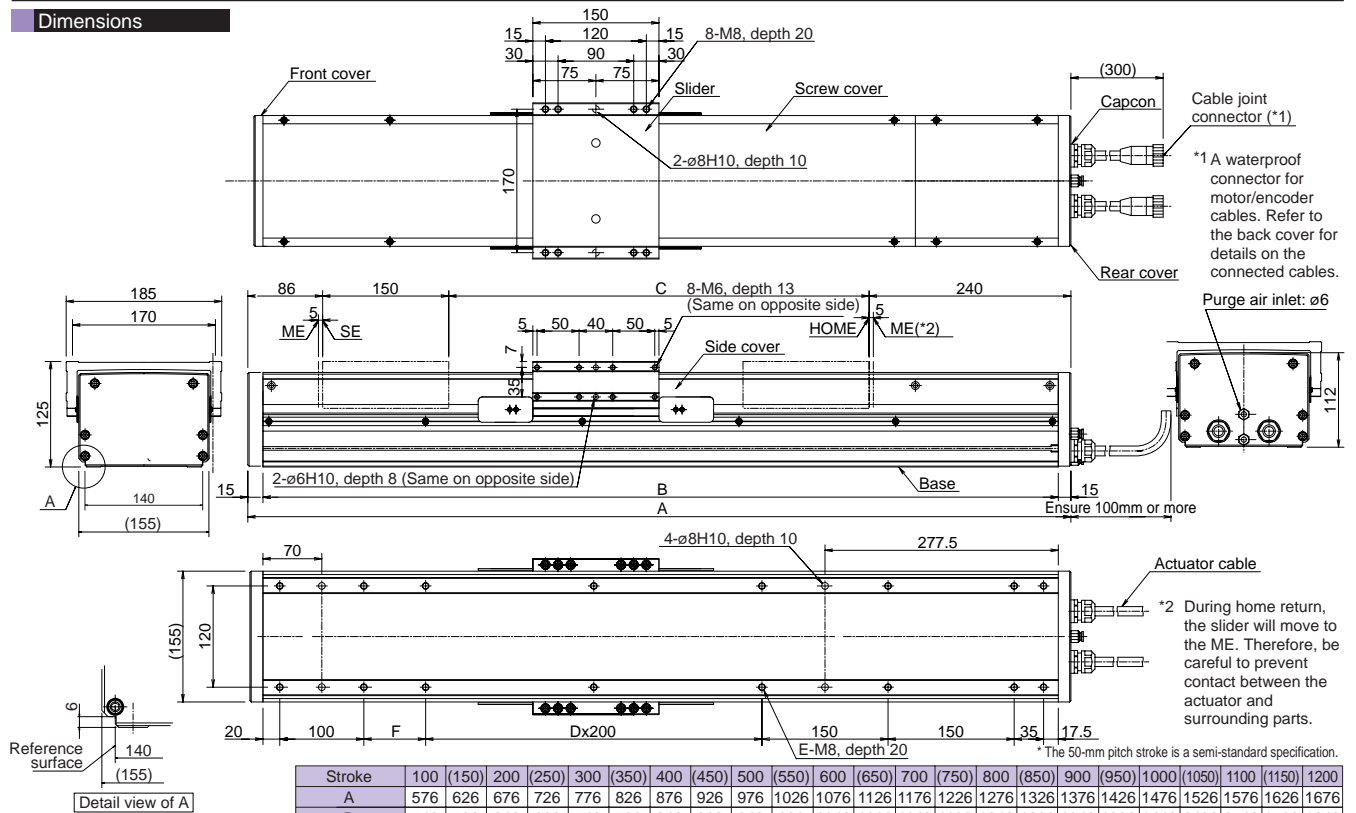 Dimensions
150
15 120 15
8-M8, depth 20
30 90 30
75 75
Front cover
Slider
Screw cover
(300)
Capcon
Cable joint
connector (*1)
2-ø8H10, depth 10
170
*1 A waterproof
connector for
motor/encoder
cables. Refer to
the back cover for
details on the
connected cables.
Rear cover
185
170
86 150 C 240
8-M6, depth 13
(Same on opposite side)
Purge air inlet: ø6
5
ME SE
5 50 40 50 5
HOME ME(*2)
5
7
35
Side cover
125
112
2-ø6H10, depth 8 (Same on opposite side)
Base
A
140
(155)
15 B 15
A
Ensure 100mm or more
70
4-ø8H10, depth 10
277.5
Actuator cable
(155)
120
*2 During home return,
the slider will move to
the ME. Therefore, be
careful to prevent
contact between the
actuator and
surrounding parts.
6
Reference
surface
140
(155)
Detail view of A
20 100 F Dx200 150 150 35 17.5
E-M8, depth 20
* The 50-mm pitch stroke is a semi-standard specification.
Stroke 100 (150) 200 (250) 300 (350) 400 (450) 500 (550) 600 (650) 700 (750) 800 (850) 900 (950) 1000 (1050) 1100 (1150) 1200
A 576 626 676 726 776 826 876 926 976 1026 1076 1126 1176 1226 1276 1326 1376 1426 1476 1526 1576 1626 1676